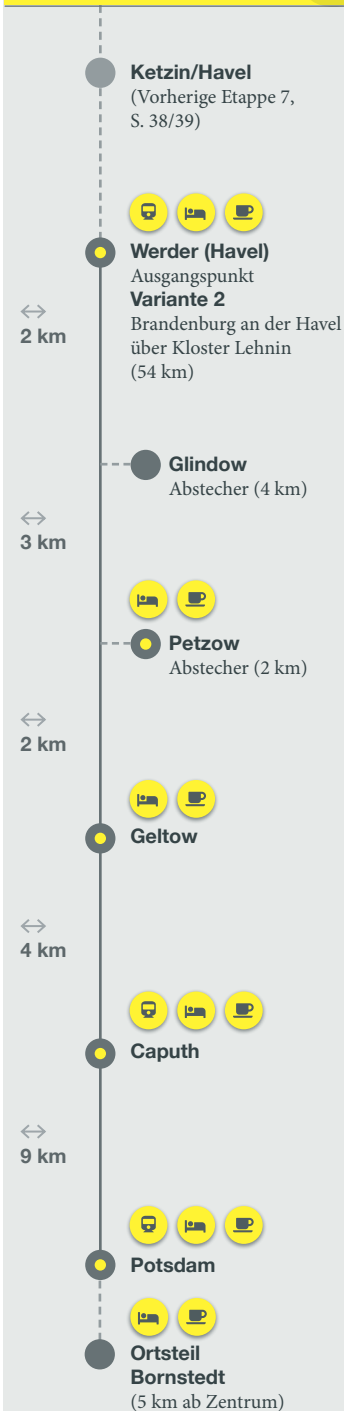 Ketzin/Havel
(Vorherige Etappe 7,
S. 38/39)
Werder (Havel)
Ausgangspunkt
Variante 2
Brandenburg an der Havel
über Kloster Lehnin
(54 km)
2 km
Glindow
Abstecher (4 km)
3 km
Petzow
Abstecher (2 km)
2 km
Geltow
4 km
Caputh
9 km
Potsdam
Ortsteil
Bornstedt
(5 km ab Zentrum)